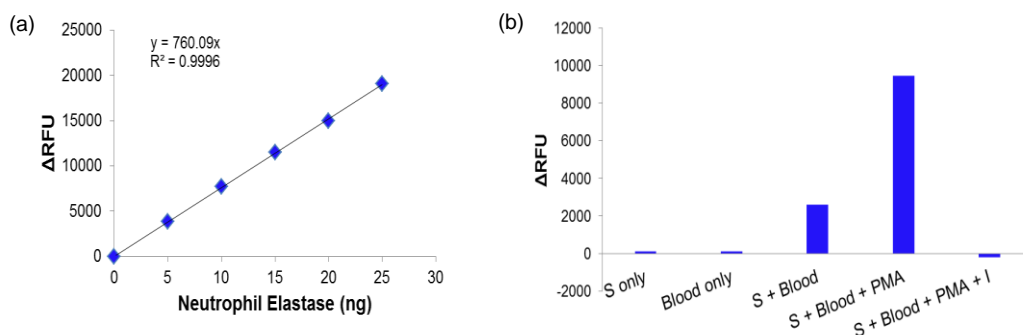 (a)
y = 760.09x
R² = 0.9996
25000
20000
15000
10000
5000
0
ΔRFU
0 5 10 15 20 25 30
Neutrophil Elastase (ng)
(b)
12000
10000
8000
6000
4000
2000
0
-2000
ΔRFU
S only
Blood only
S + Blood
S + Blood + PMA
S + Blood + PMA + I